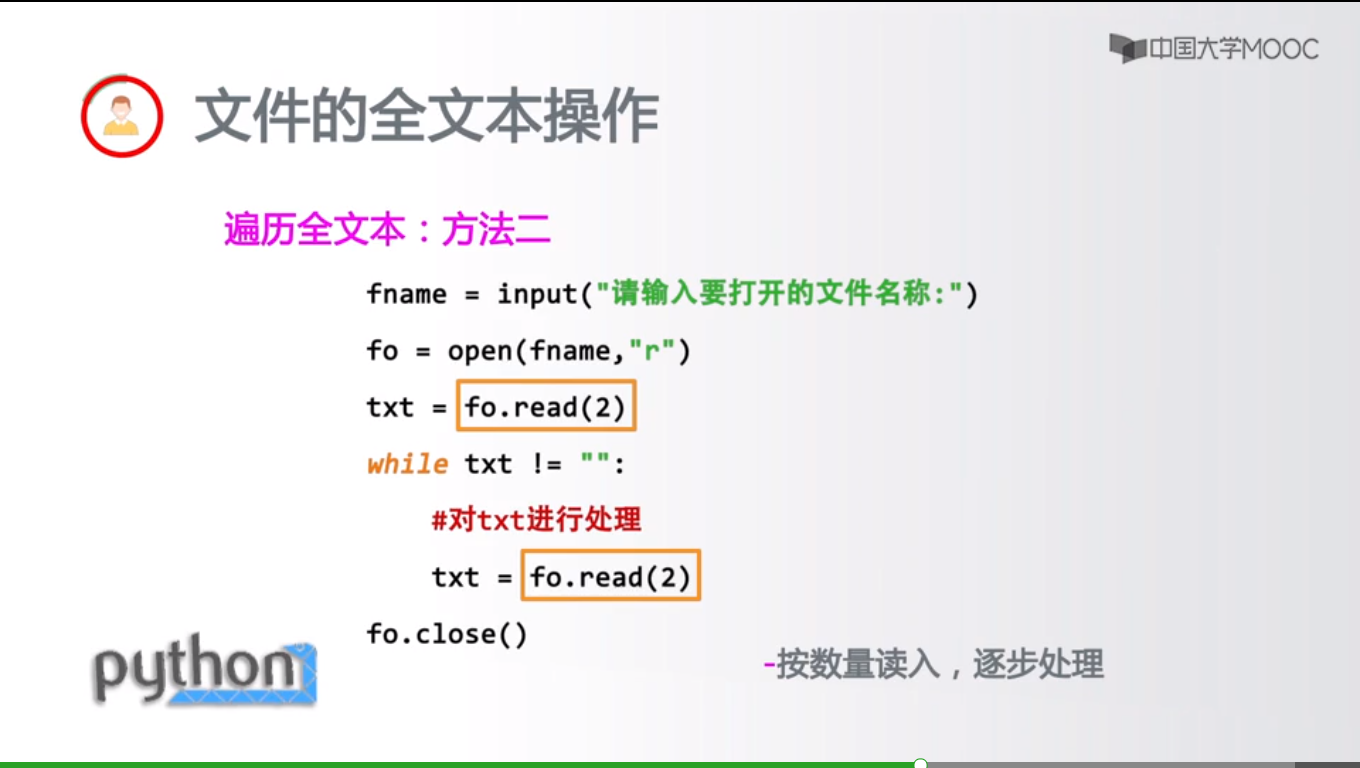 中国大学MOOC
文件的全文本操作
遍历全文本：方法二
fname = input("请输入要打开的文件名称:")
fo = open(fname,"r")
txt = fo.read(2)
while txt != "":
#对txt进行处理
txt = fo.read(2)
fo.close()
python
-按数量读入，逐步处理